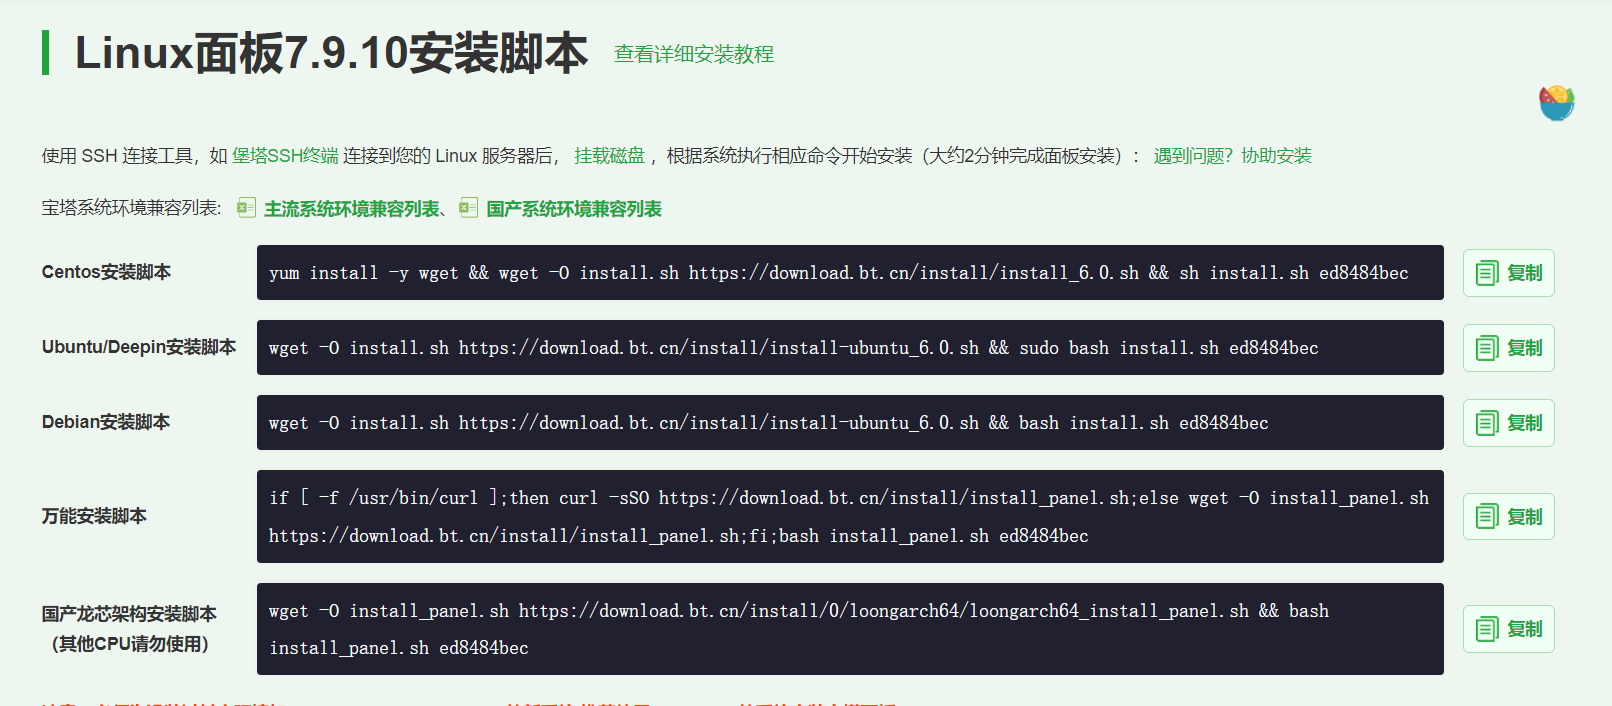 Linux面板7.9.10安装脚本 查看详细安装教程
使用 SSH 连接工具，如 堡塔SSH终端 连接到您的 Linux 服务器后， 挂载磁盘 ，根据系统执行相应命令开始安装（大约2分钟完成面板安装）： 遇到问题？协助安装
宝塔系统环境兼容列表: 主流系统环境兼容列表、 国产系统环境兼容列表
Centos安装脚本
yum install -y wget && wget -O install.sh https://download.bt.cn/install/install_6.0.sh && sh install.sh ed8484bec
复制
Ubuntu/Deepin安装脚本
wget -O install.sh https://download.bt.cn/install/install-ubuntu_6.0.sh && sudo bash install.sh ed8484bec
复制
Debian安装脚本
wget -O install.sh https://download.bt.cn/install/install-ubuntu_6.0.sh && bash install.sh ed8484bec
复制
万能安装脚本
if [ -f /usr/bin/curl ];then curl -sSO https://download.bt.cn/install/install_panel.sh;else wget -O install_panel.sh
https://download.bt.cn/install/install_panel.sh;fi;bash install_panel.sh ed8484bec
复制
国产龙芯架构安装脚本
（其他CPU请勿使用）
wget -O install_panel.sh https://download.bt.cn/install/0/loongarch64/loongarch64_install_panel.sh && bash
install_panel.sh ed8484bec
复制